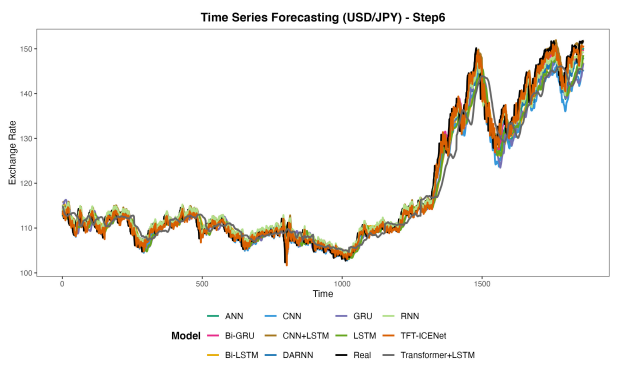 Time Series Forecasting (USD/JPY) - Step6
150
140
130
120
110
100
Exchange Rate
0 500 1000 1500
Time
Model
ANN CNN GRU RNN
Bi-GRU CNN+LSTM LSTM TFT-ICENet
Bi-LSTM DARNN Real Transformer+LSTM